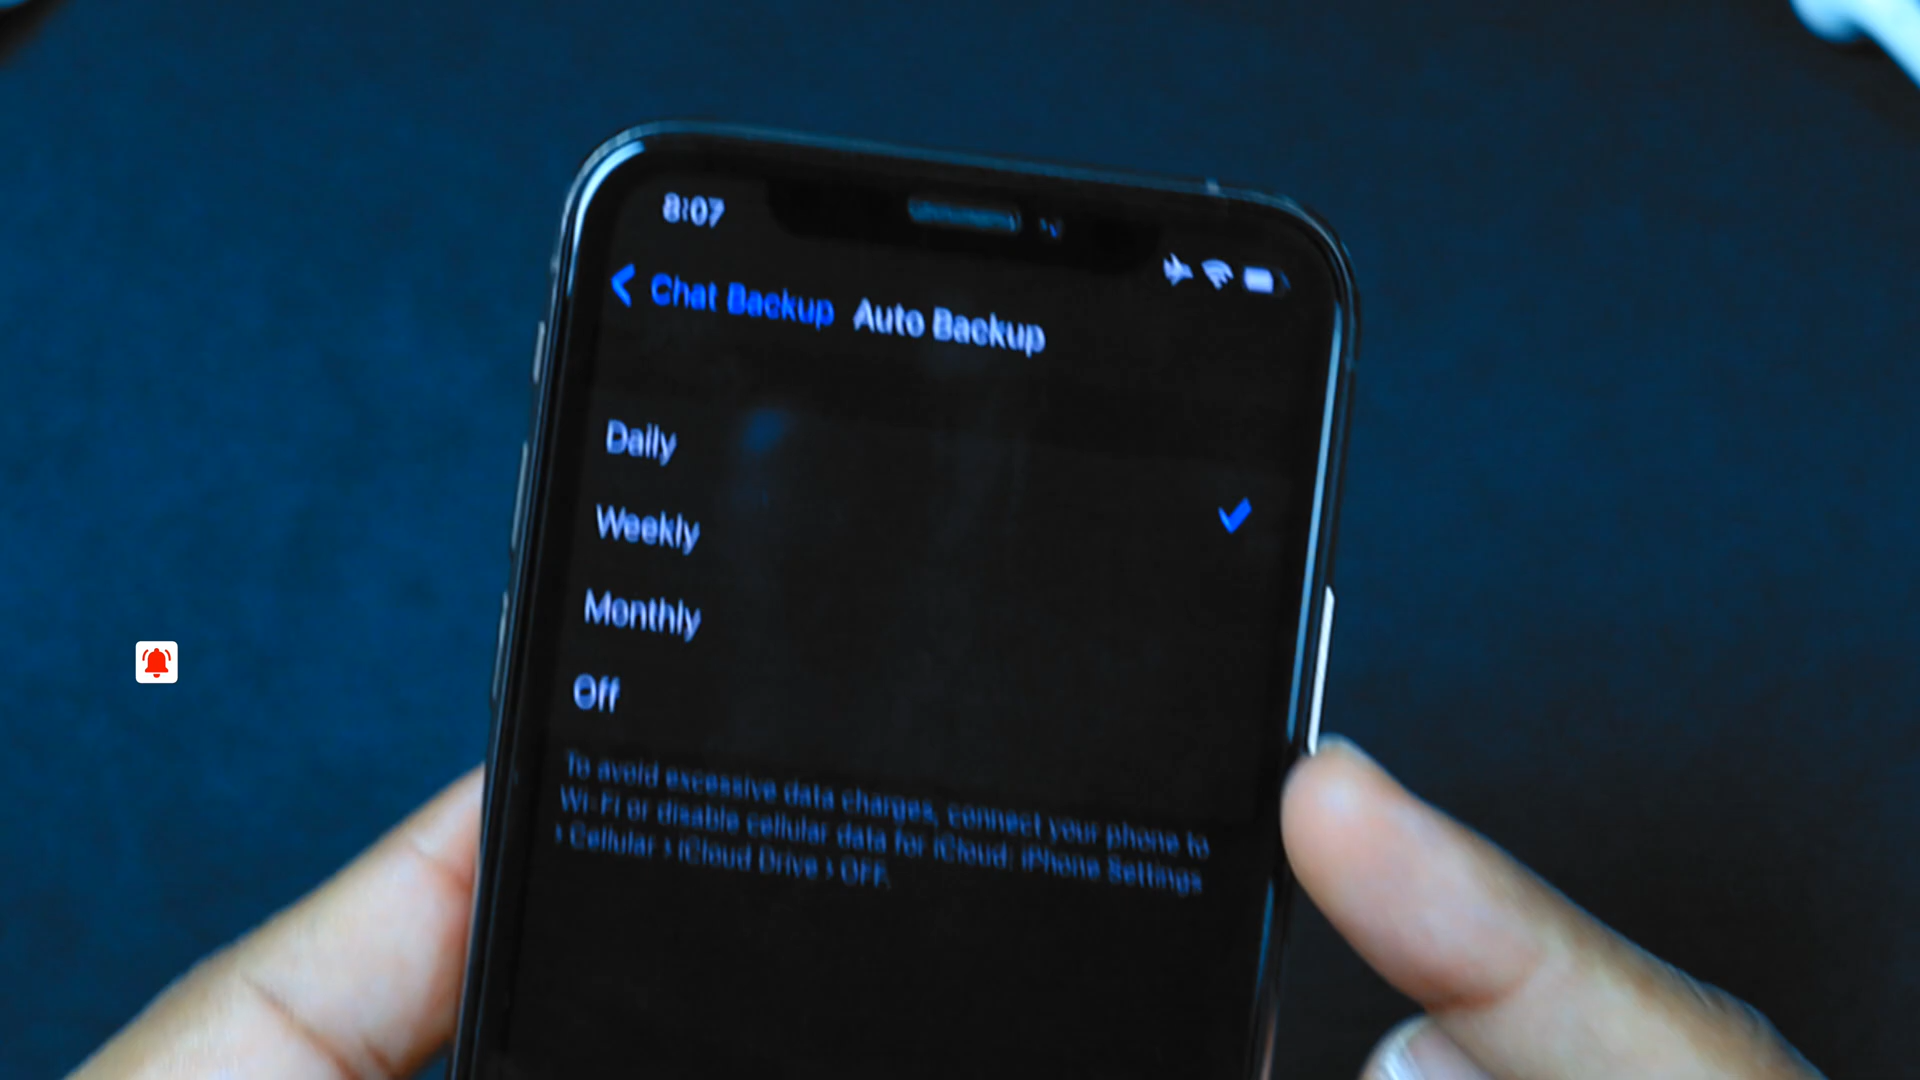 8:07
Chat Backup Auto Backup
Daily
Weekly
Monthly
Off
To avoid excessive data charges, connect your phone to
Wi-Fi or disable cellular data for iCloud: iPhone Settings
› Cellular › iCloud Drive › OFF.